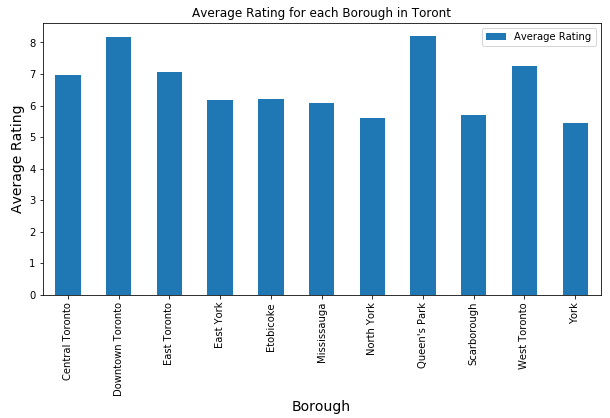 Average Rating for each Borough in Toront
Average Rating
8
7
6
5
4
3
2
1
0
Average Rating
Central Toronto
Downtown Toronto
East Toronto
East York
Etobicoke
Mississauga
North York
Queen's Park
Scarborough
West Toronto
York
Borough